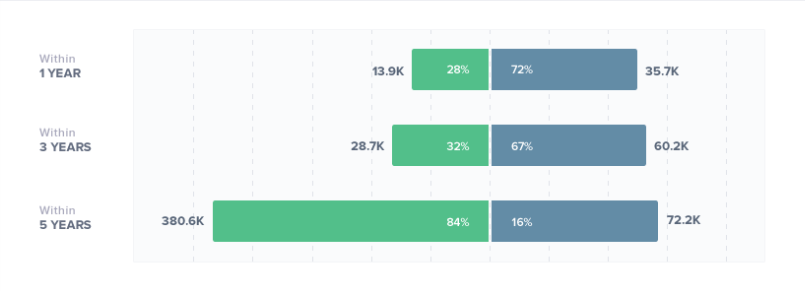 Within
1 YEAR
13.9K 28% 72% 35.7K
Within
3 YEARS
28.7K 32% 67% 60.2K
Within
5 YEARS
380.6K 84% 16% 72.2K